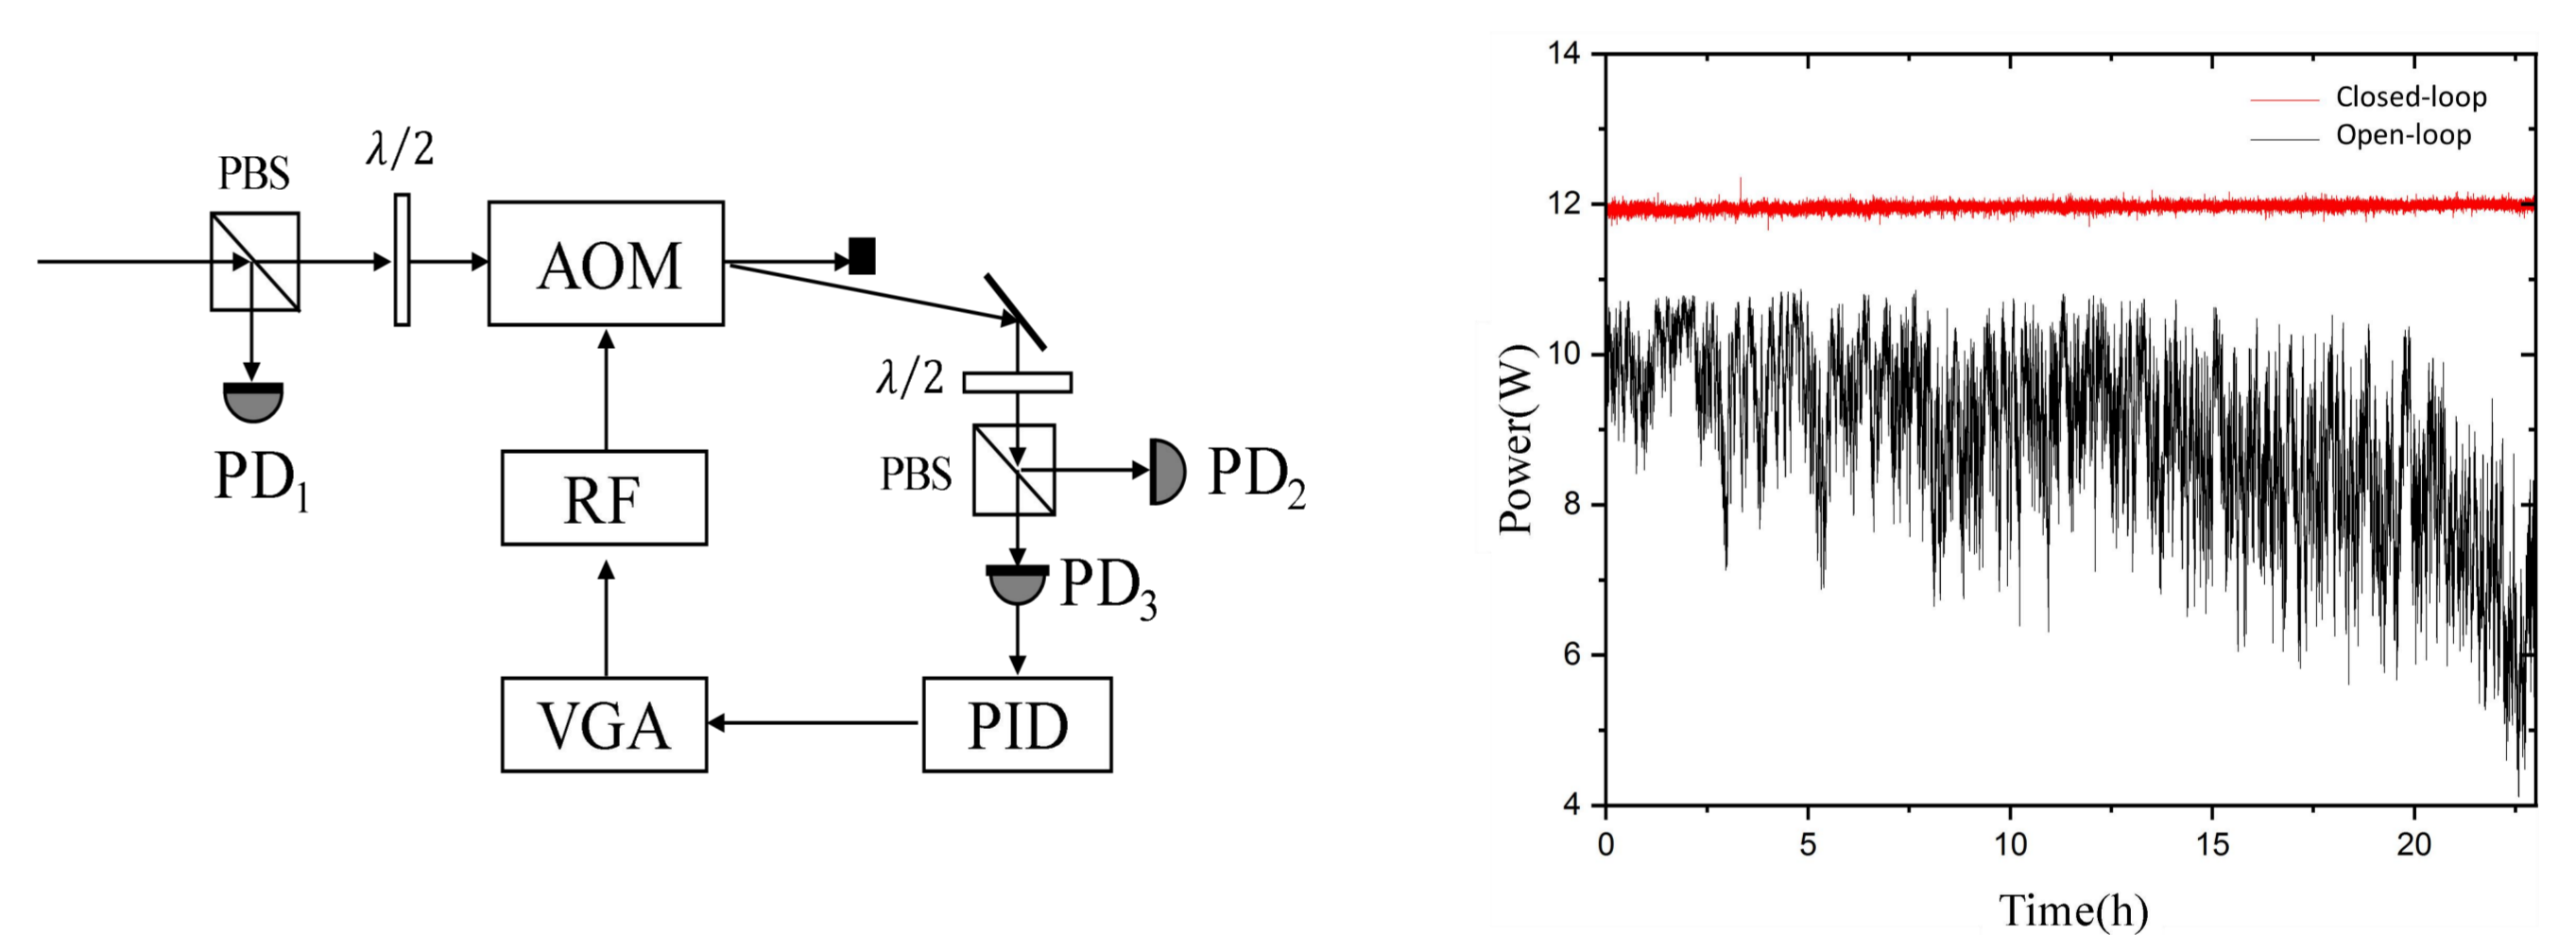 PBS
λ/2
AOM
PD1
λ/2
RF
PBS
PD2
PD3
VGA
PID
14
12
10
8
6
4
Power(W)
Closed-loop
Open-loop
0 5 10 15 20
Time(h)